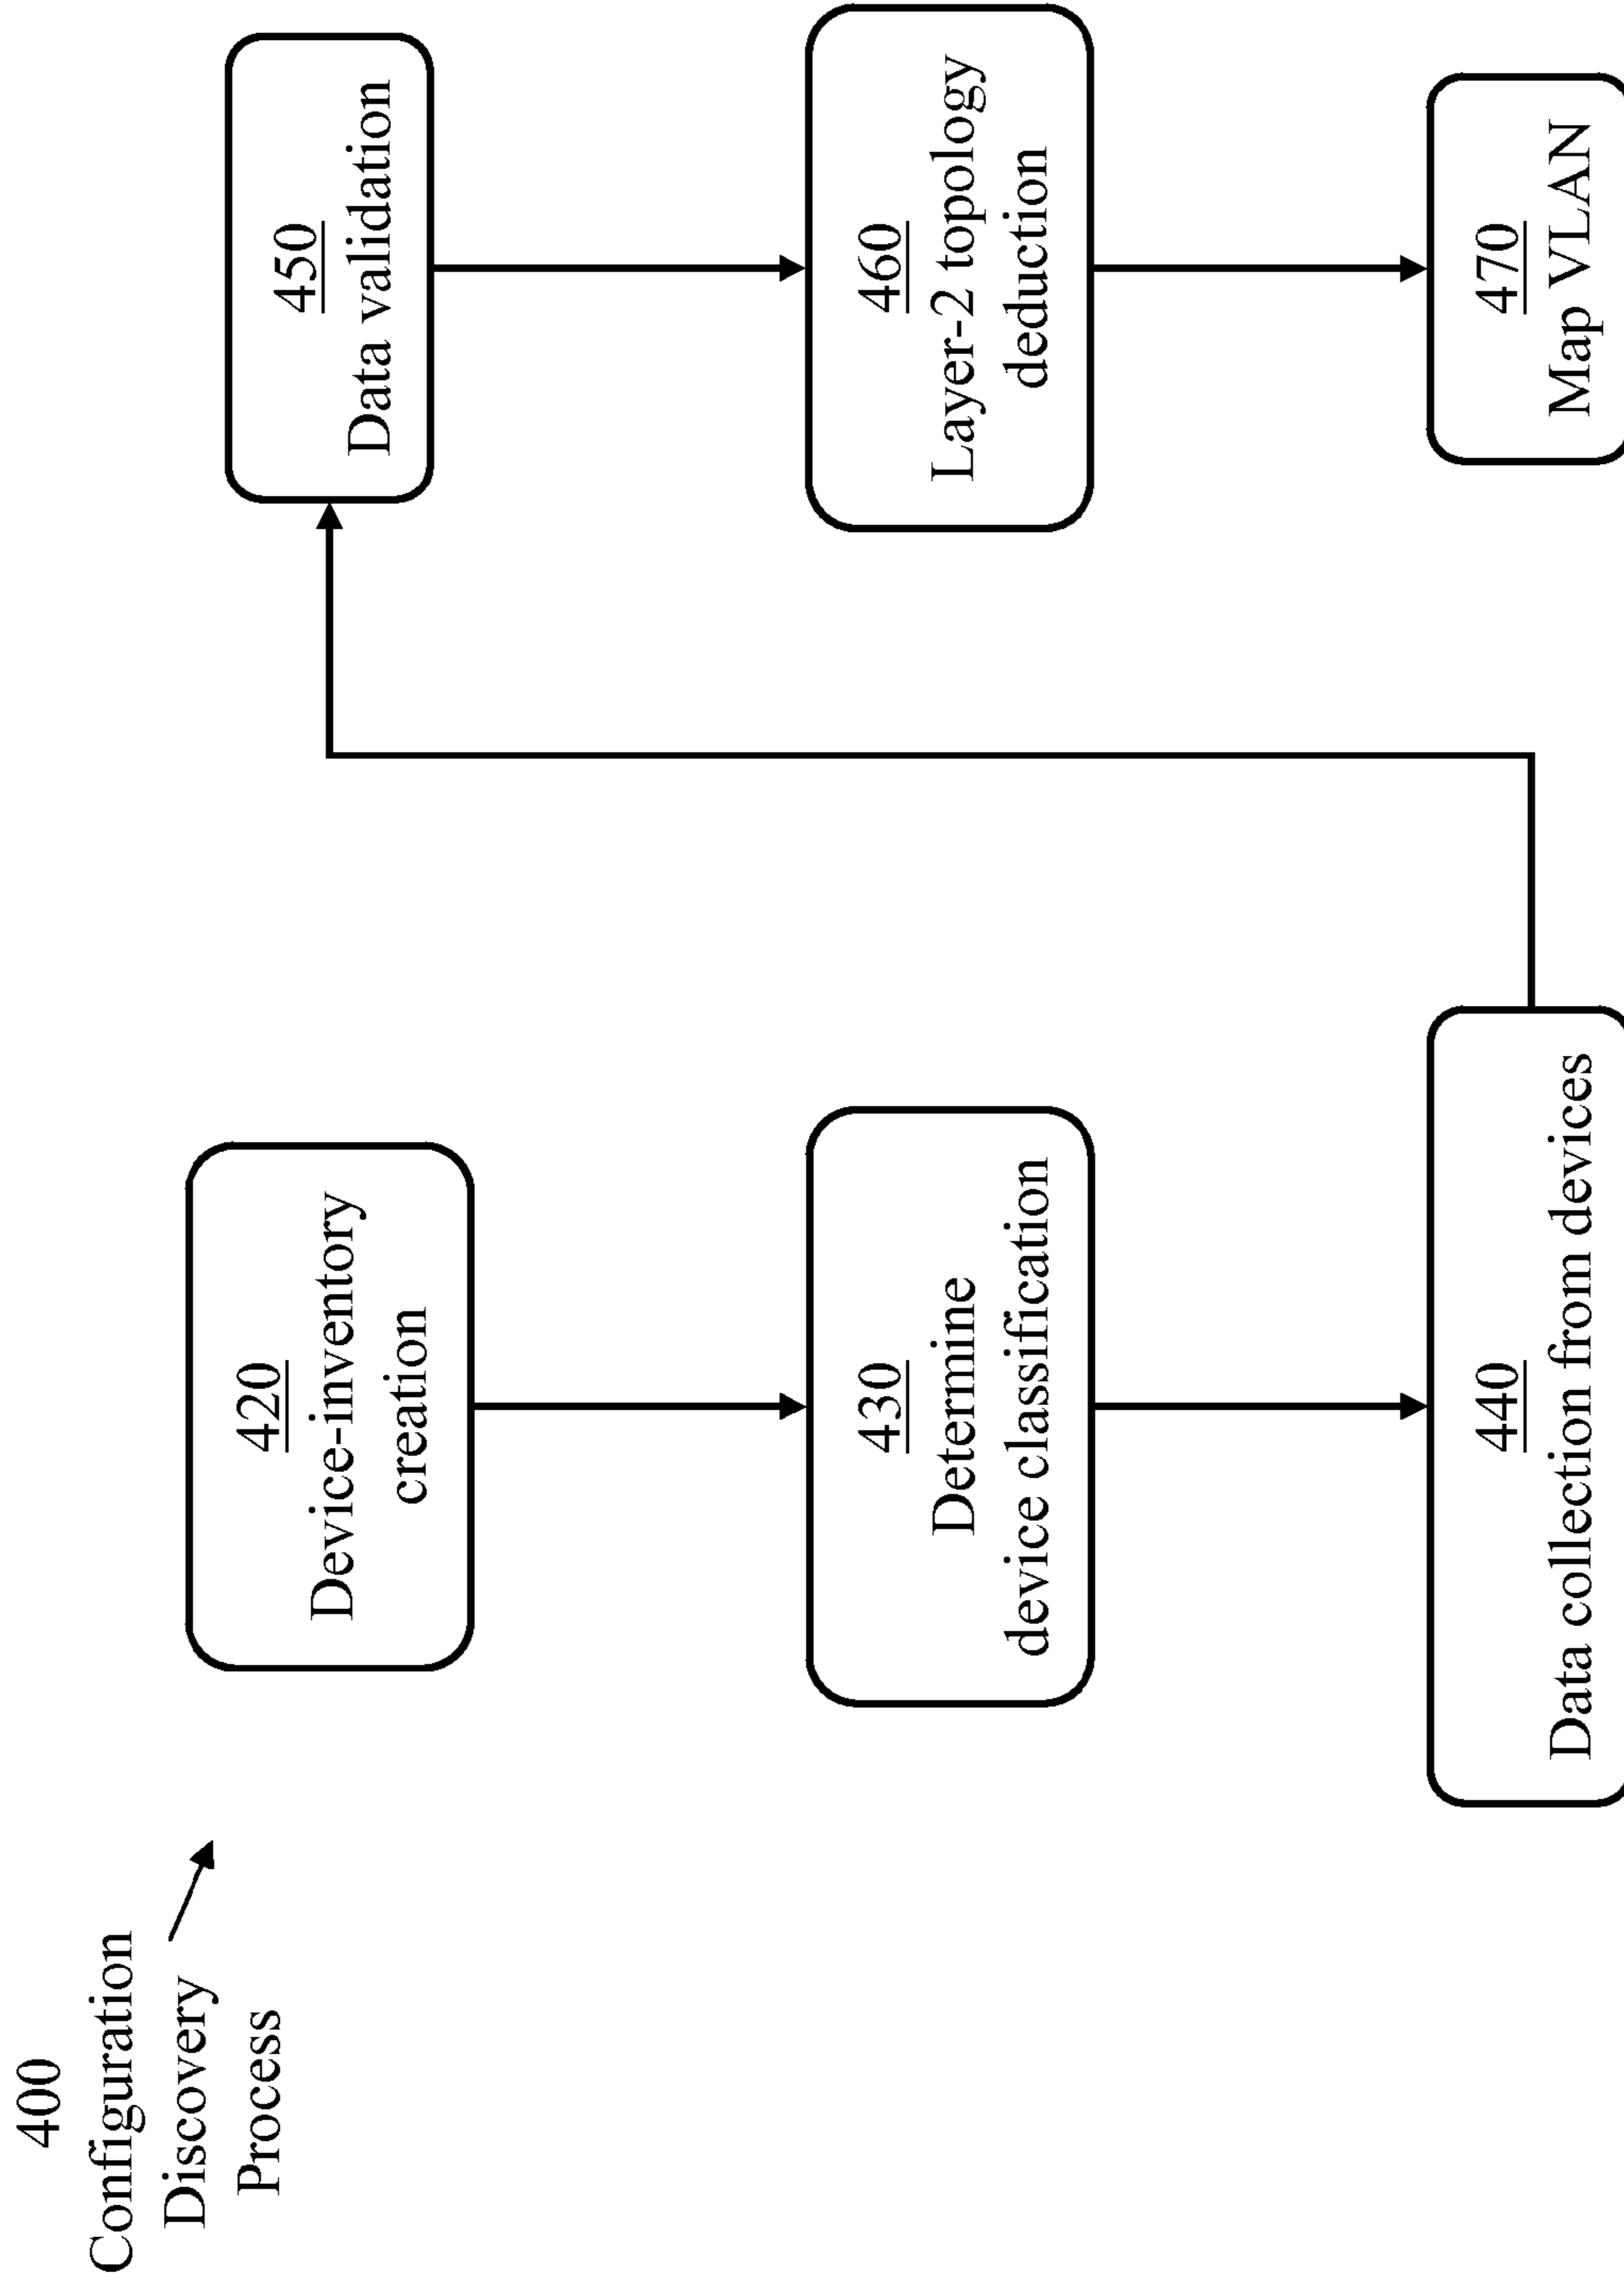 400
Configuration
Discovery
Process
420
Device-inventory
creation
430
Determine
device classification
440
Data collection from devices
450
Data validation
460
Layer-2 topology
deduction
470
Map VLAN